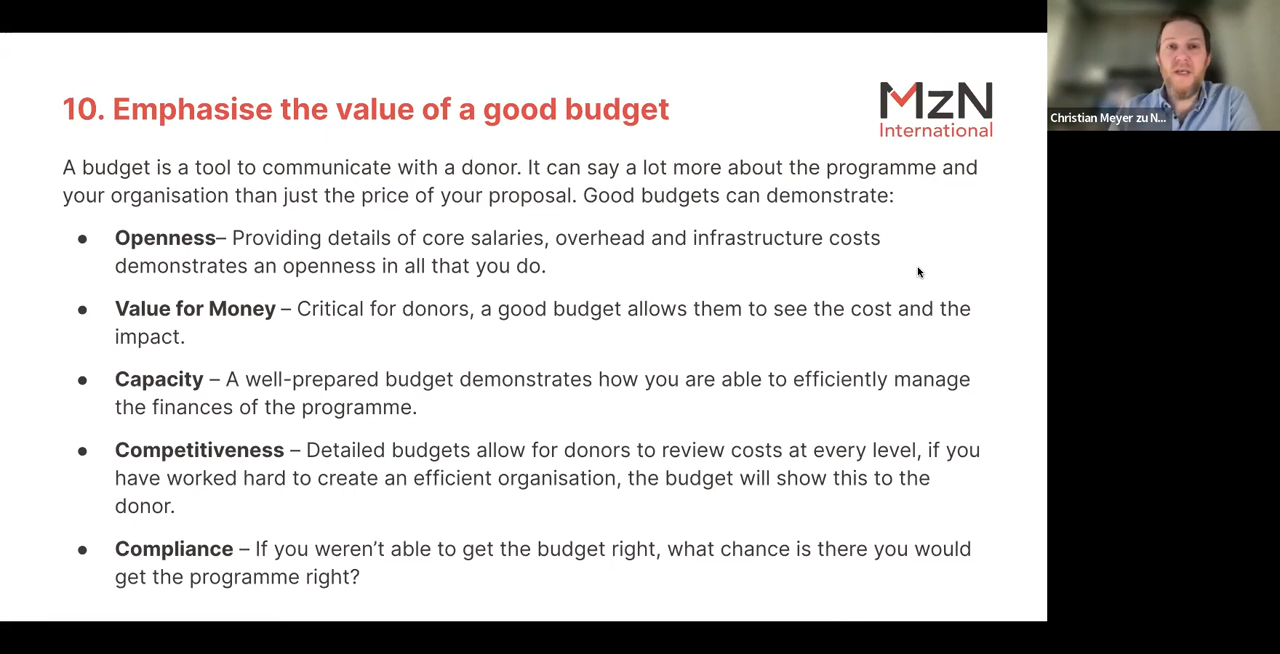 10. Emphasise the value of a good budget
MzN
International
A budget is a tool to communicate with a donor. It can say a lot more about the programme and
your organisation than just the price of your proposal. Good budgets can demonstrate:
● Openness– Providing details of core salaries, overhead and infrastructure costs
demonstrates an openness in all that you do.
● Value for Money – Critical for donors, a good budget allows them to see the cost and the
impact.
● Capacity – A well-prepared budget demonstrates how you are able to efficiently manage
the finances of the programme.
● Competitiveness – Detailed budgets allow for donors to review costs at every level, if you
have worked hard to create an efficient organisation, the budget will show this to the
donor.
● Compliance – If you weren’t able to get the budget right, what chance is there you would
get the programme right?
Christian Meyer zu N...